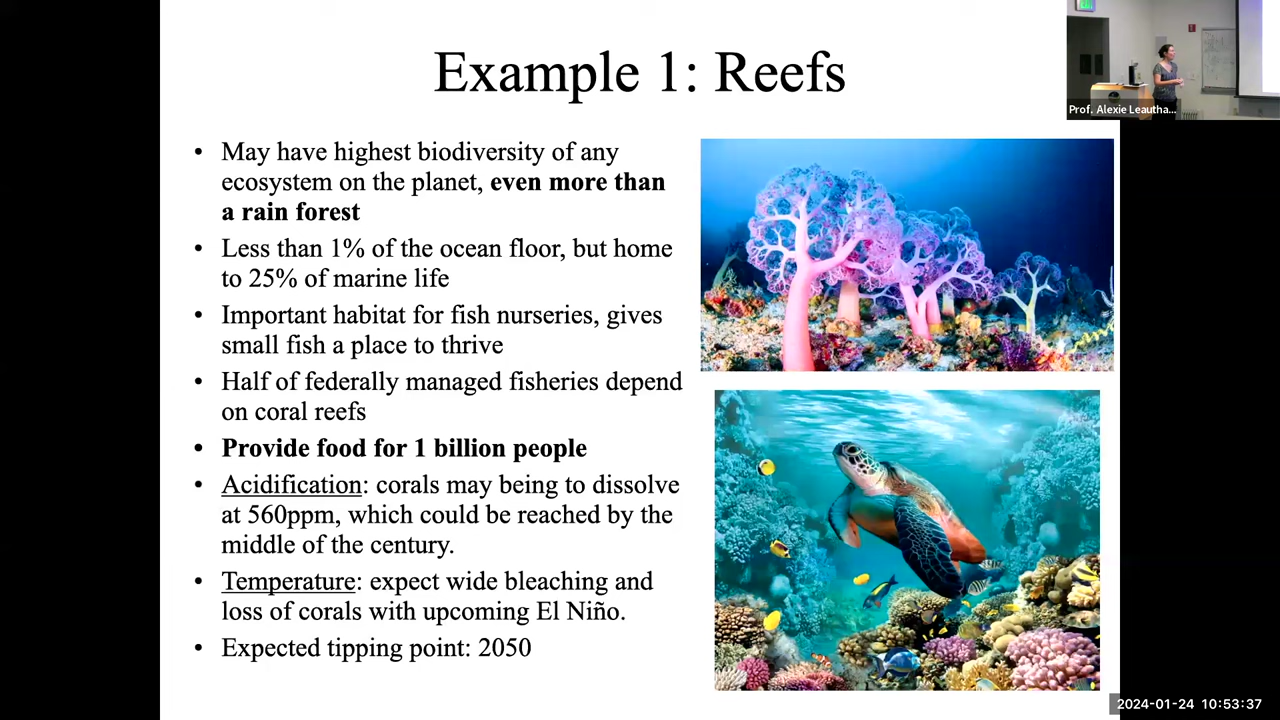 Example 1: Reefs
Prof. Alexie Leautha...
• May have highest biodiversity of any
ecosystem on the planet, even more than
a rain forest
• Less than 1% of the ocean floor, but home
to 25% of marine life
• Important habitat for fish nurseries, gives
small fish a place to thrive
• Half of federally managed fisheries depend
on coral reefs
• Provide food for 1 billion people
• Acidification: corals may being to dissolve
at 560ppm, which could be reached by the
middle of the century.
• Temperature: expect wide bleaching and
loss of corals with upcoming El Niño.
• Expected tipping point: 2050
2024-01-24 10:53:37